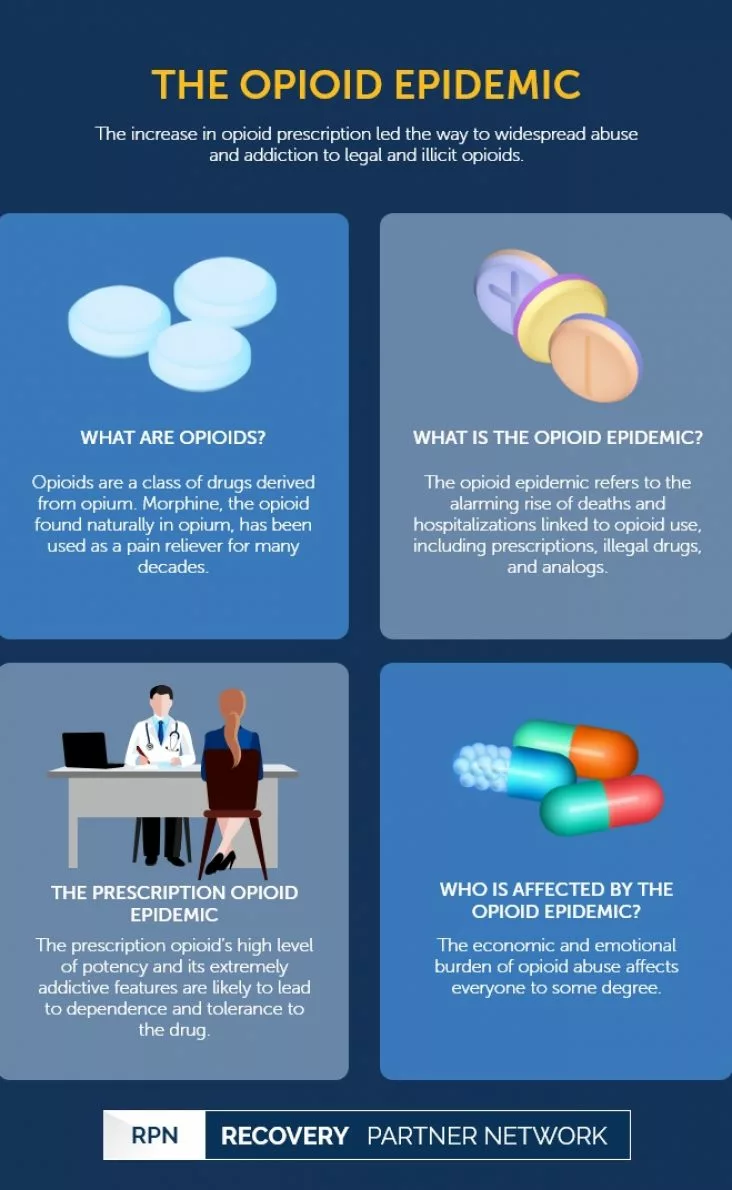 THE OPIOID EPIDEMIC
The increase in opioid prescription led the way to widespread abuse
and addiction to legal and illicit opioids.
WHAT ARE OPIOIDS?
Opioids are a class of drugs derived
from opium. Morphine, the opioid
found naturally in opium, has been
used as a pain reliever for many
decades.
WHAT IS THE OPIOID EPIDEMIC?
The opioid epidemic refers to the
alarming rise of deaths and
hospitalizations linked to opioid use,
including prescriptions, illegal drugs,
and analogs.
THE PRESCRIPTION OPIOID
EPIDEMIC
The prescription opioid's high level
of potency and its extremely
addictive features are likely to lead
to dependence and tolerance to
the drug.
WHO IS AFFECTED BY THE
OPIOID EPIDEMIC?
The economic and emotional
burden of opioid abuse affects
everyone to some degree.
RPN RECOVERY PARTNER NETWORK